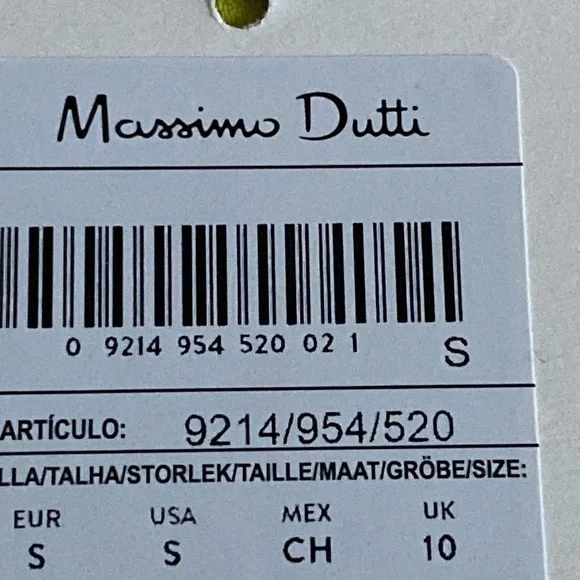 Massimo Dutti
0 9214 954 520 02 1 S
ARTÍCULO: 9214/954/520
LLA/TALHA/STORLEK/TAILLE/MAAT/GRÖBE/SIZE:
EUR USA MEX UK
S S CH 10